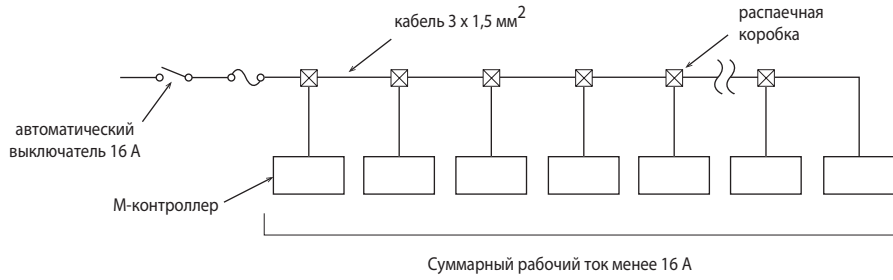 кабель 3 x 1,5 мм²
распаечная
коробка
автоматический
выключатель 16 А
М-контроллер
Суммарный рабочий ток менее 16 А